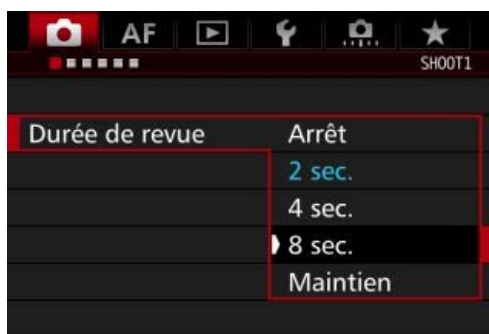 AF
SHOOT1
Durée de revue
Arrêt
2 sec.
4 sec.
8 sec.
Maintien